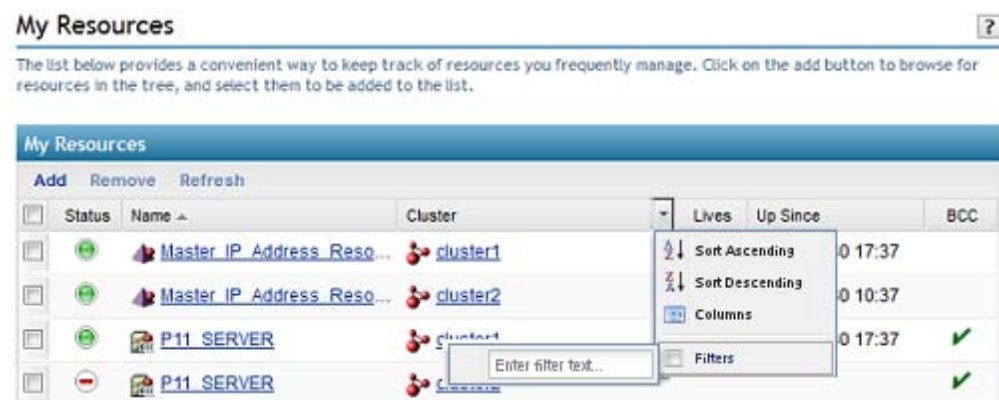 My Resources
?
The list below provides a convenient way to keep track of resources you frequently manage. Click on the add button to browse for
resources in the tree, and select them to be added to the list.
My Resources
Add Remove Refresh
Status Name Cluster Lives Up Since BCC
Master_IP_Address_Reso... cluster1 0 17:37
Sort Ascending
Master_IP_Address_Reso... cluster2 0 10:37
Sort Descending
Columns
P11_SERVER 0 17:37
Enter filter text...
Filters
P11_SERVER